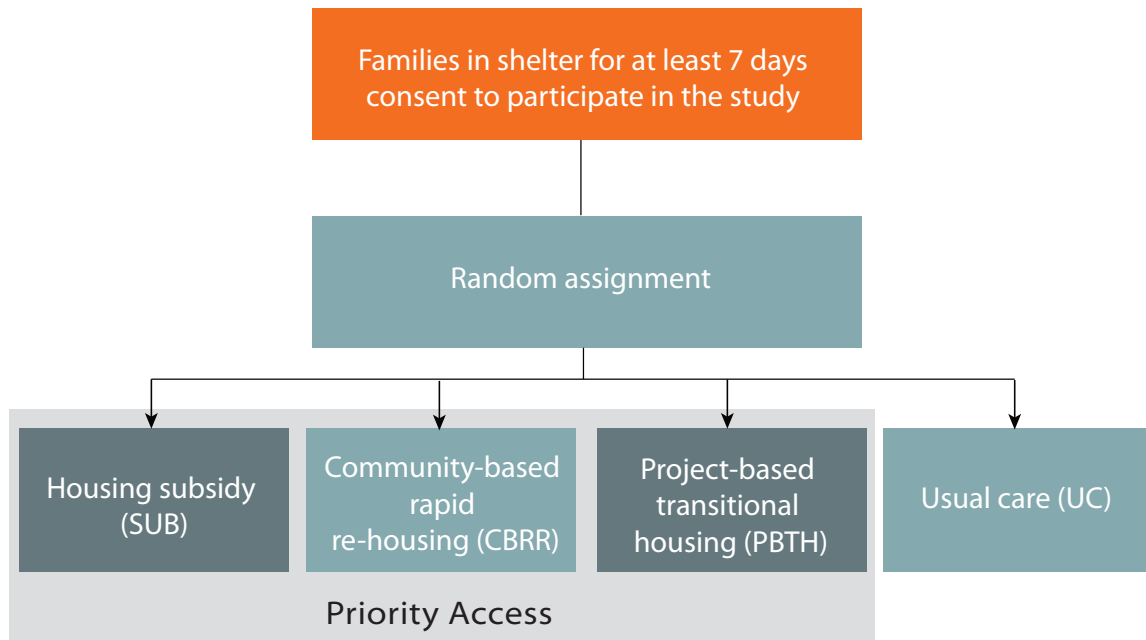 Families in shelter for at least 7 days
consent to participate in the study
Random assignment
Housing subsidy
(SUB)
Community-based
rapid
re-housing (CBRR)
Project-based
transitional
housing (PBTH)
Usual care (UC)
Priority Access